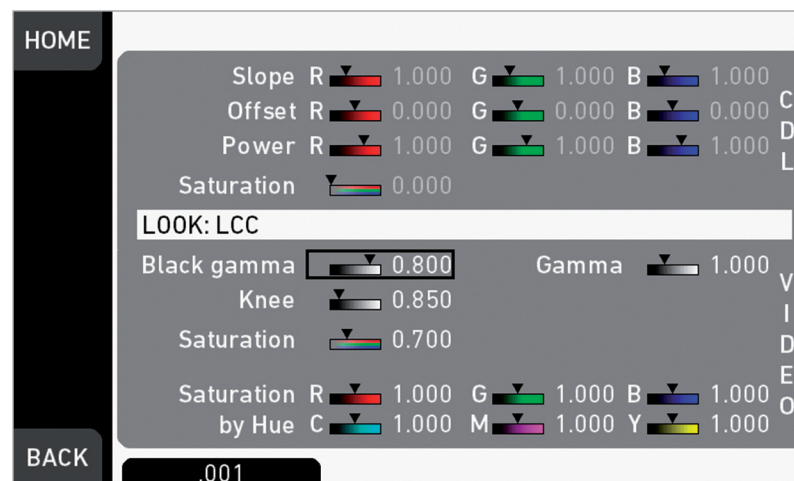 HOME
Slope R 1.000 G 1.000 B 1.000
Offset R 0.000 G 0.000 B 0.000
Power R 1.000 G 1.000 B 1.000
Saturation 0.000
CDL
LOOK: LCC
Black gamma 0.800 Gamma 1.000
Knee 0.850
Saturation 0.700
Saturation R 1.000 G 1.000 B 1.000
by Hue C 1.000 M 1.000 Y 1.000
VIDEO
BACK
.001